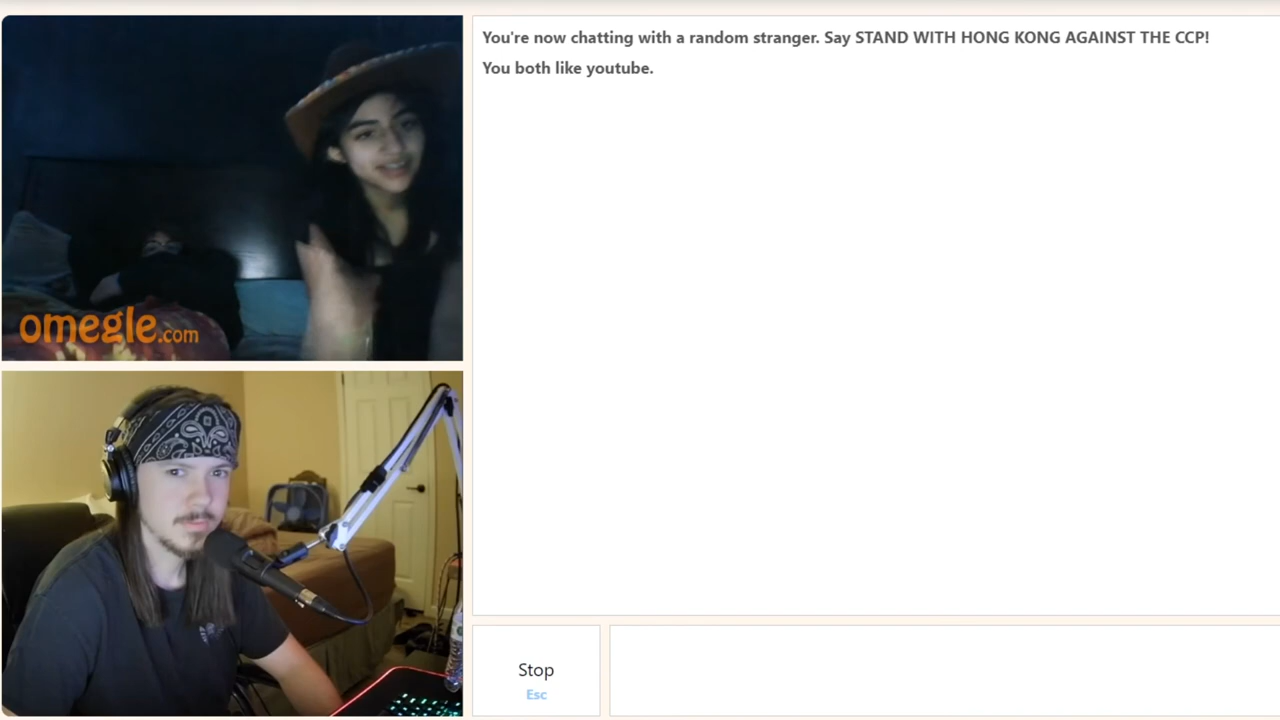 You're now chatting with a random stranger. Say STAND WITH HONG KONG AGAINST THE CCP!
You both like youtube.
omegle.com
Stop
Esc